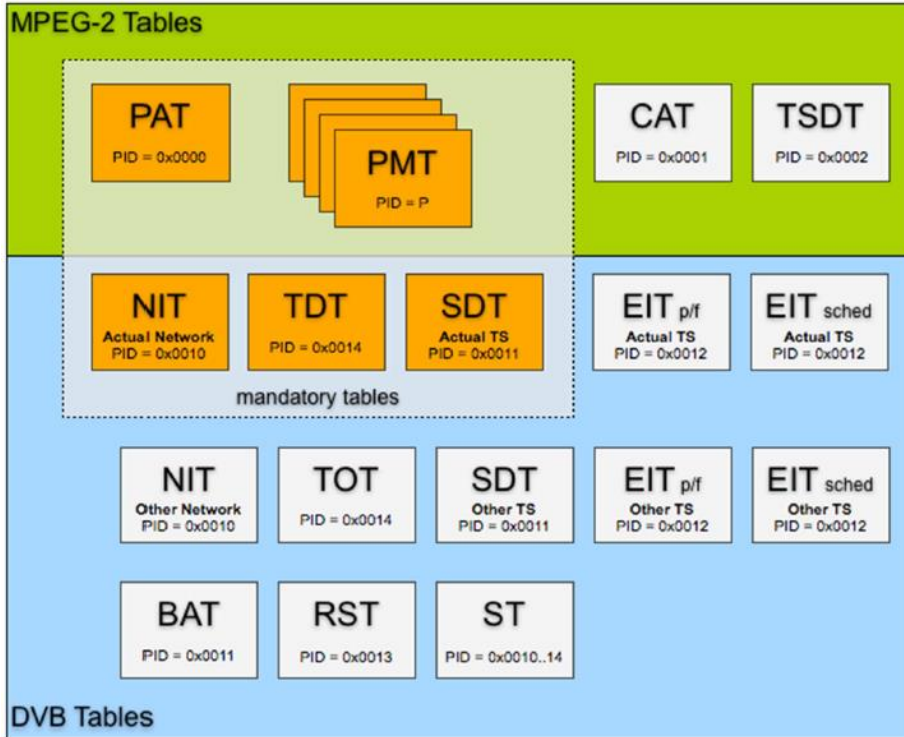 MPEG-2 Tables
PAT
PID = 0x0000
PMT
PID = P
CAT
PID = 0x0001
TSDT
PID = 0x0002
NIT
Actual Network
PID = 0x0010
TDT
PID = 0x0014
SDT
Actual TS
PID = 0x0011
EIT p/f
Actual TS
PID = 0x0012
EIT sched
Actual TS
PID = 0x0012
mandatory tables
NIT
Other Network
PID = 0x0010
TOT
PID = 0x0014
SDT
Other TS
PID = 0x0011
EIT p/f
Other TS
PID = 0x0012
EIT sched
Other TS
PID = 0x0012
BAT
PID = 0x0011
RST
PID = 0x0013
ST
PID = 0x0010..14
DVB Tables